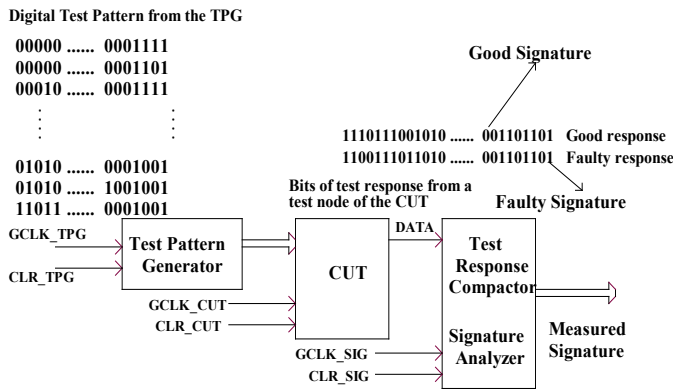 Digital Test Pattern from the TPG
00000 ...... 0001111
00000 ...... 0001101
00010 ...... 0001111
01010 ...... 0001001
01010 ...... 1001001
11011 ...... 0001001
Good Signature
1110111001010 ...... 001101101 Good response
1100111011010 ...... 001101101 Faulty response
Faulty Signature
Bits of test response from a
test node of the CUT
GCLK_TPG
CLR_TPG
Test Pattern
Generator
CUT
GCLK_CUT
CLR_CUT
DATA
Test
Response
Compactor
Signature
Analyzer
GCLK_SIG
CLR_SIG
Measured
Signature